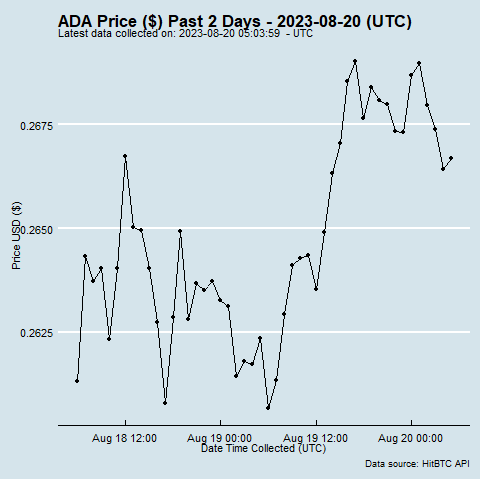 ADA Price ($) Past 2 Days - 2023-08-20 (UTC)
Latest data collected on: 2023-08-20 05:03:59 - UTC
0.2675
0.2650
0.2625
Price USD ($)
Aug 18 12:00
Aug 19 00:00
Aug 19 12:00
Aug 20 00:00
Date Time Collected (UTC)
Data source: HitBTC API